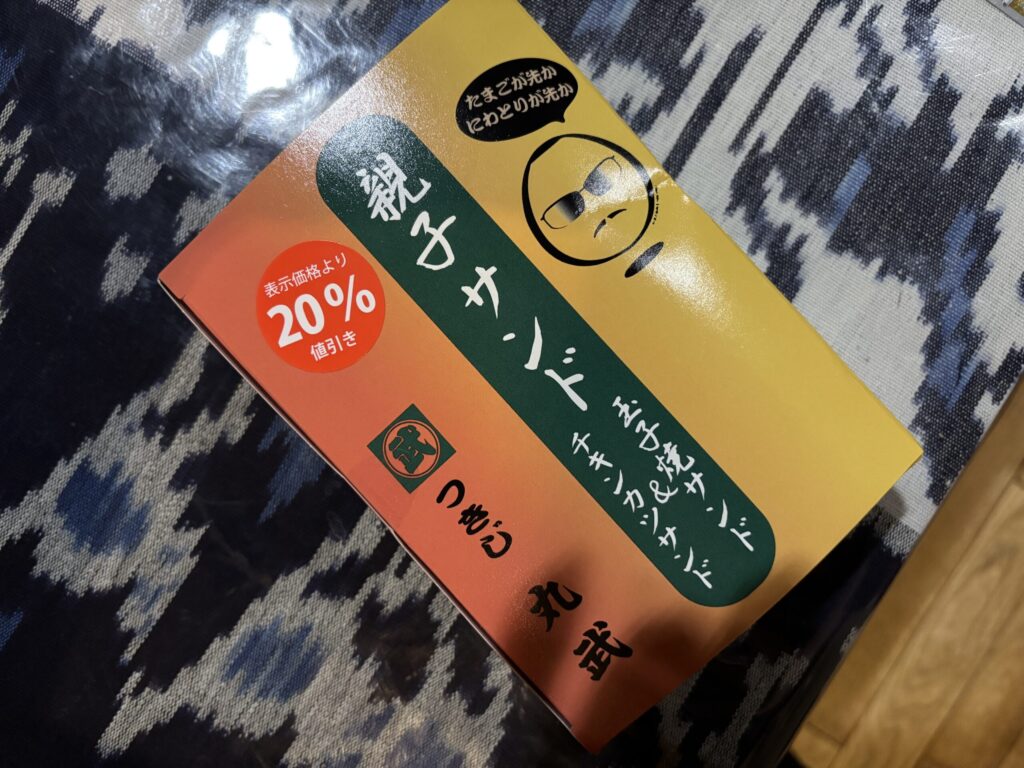 たまごが先か
にわとりが先か
親子サンド
玉子焼サンド
&
チキンカツサンド
表示価格より
20%
値引き
武
つきじ
丸武